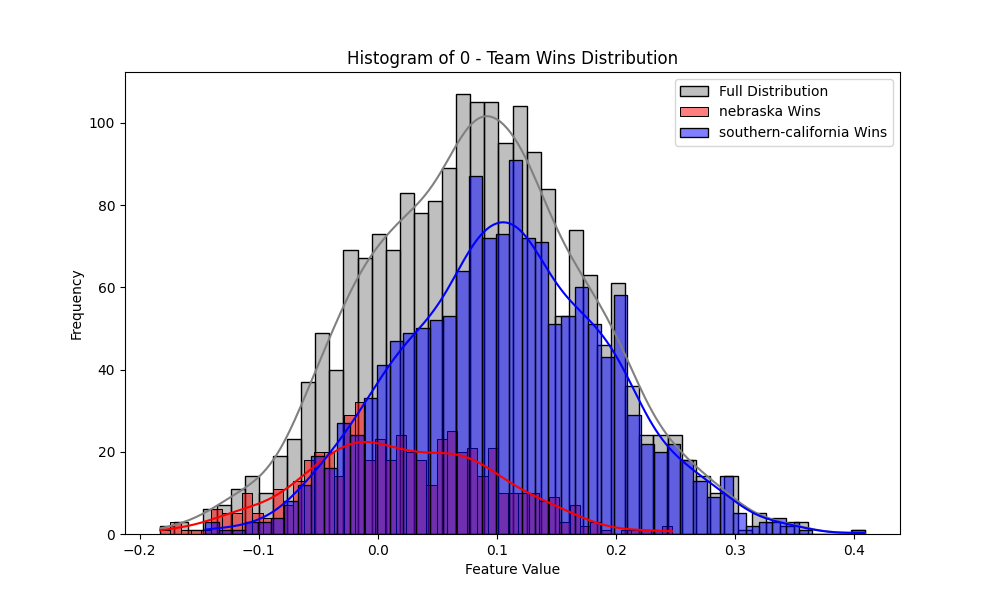 Histogram of 0 - Team Wins Distribution
Full Distribution
nebraska Wins
southern-california Wins
Frequency
100
80
60
40
20
0
−0.2 −0.1 0.0 0.1 0.2 0.3 0.4
Feature Value